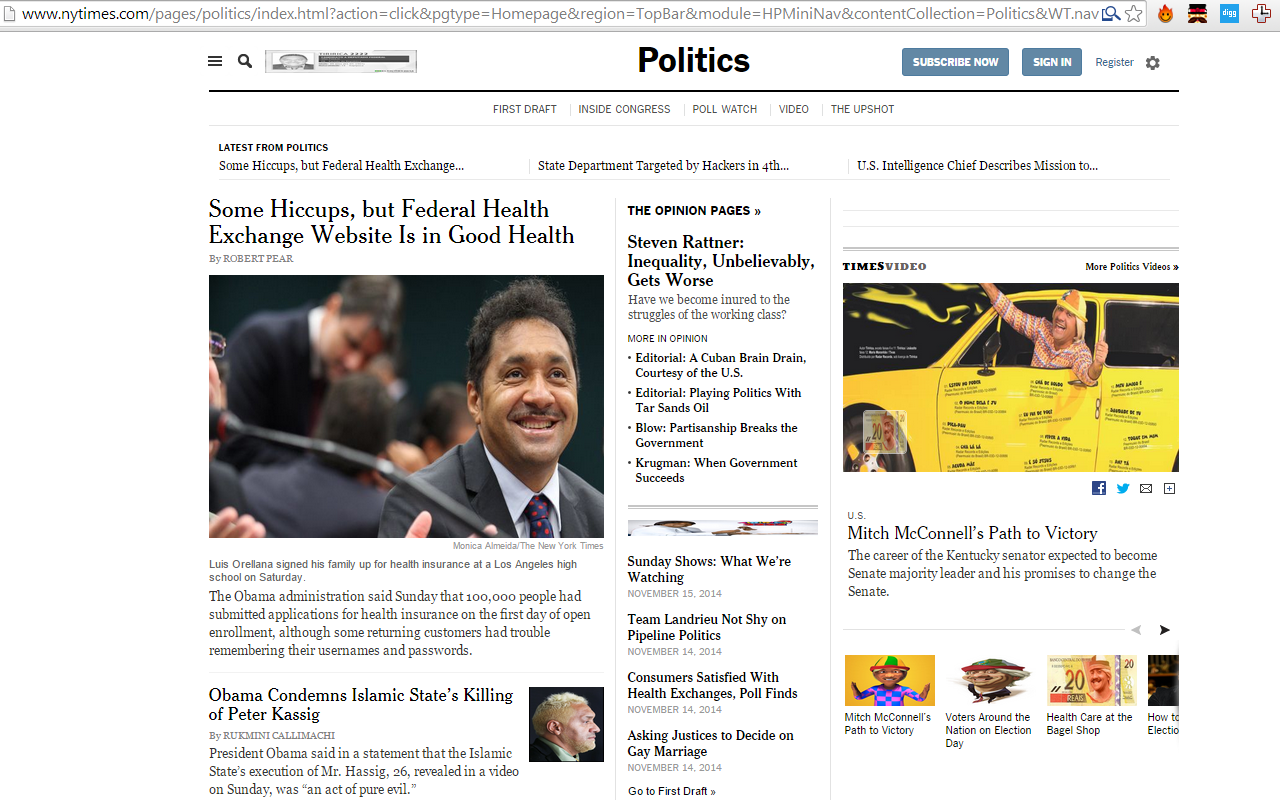 www.nytimes.com/pages/politics/index.html?action=click&pgtype=Homepage&region=TopBar&module=HPMiniNav&contentCollection=Politics&WT.nav
digg
Politics
SUBSCRIBE NOW
SIGN IN
Register
FIRST DRAFT
INSIDE CONGRESS
POLL WATCH
VIDEO
THE UPSHOT
LATEST FROM POLITICS
Some Hiccups, but Federal Health Exchange...
State Department Targeted by Hackers in 4th...
U.S. Intelligence Chief Describes Mission to...
Some Hiccups, but Federal Health
Exchange Website Is in Good Health
By ROBERT PEAR
Monica Almeida/The New York Times
Luis Orellana signed his family up for health insurance at a Los Angeles high
school on Saturday.
The Obama administration said Sunday that 100,000 people had
submitted applications for health insurance on the first day of open
enrollment, although some returning customers had trouble
remembering their usernames and passwords.
Obama Condemns Islamic State's Killing
of Peter Kassig
By RUKMINI CALLIMACHI
President Obama said in a statement that the Islamic
State's execution of Mr. Hassig, 26, revealed in a video
on Sunday, was “an act of pure evil.”
THE OPINION PAGES »
Steven Rattner:
Inequality, Unbelievably,
Gets Worse
Have we become inured to the
struggles of the working class?
MORE IN OPINION
• Editorial: A Cuban Brain Drain,
Courtesy of the U.S.
• Editorial: Playing Politics With
Tar Sands Oil
• Blow: Partisanship Breaks the
Government
• Krugman: When Government
Succeeds
Sunday Shows: What We're
Watching
NOVEMBER 15, 2014
Team Landrieu Not Shy on
Pipeline Politics
NOVEMBER 14, 2014
Consumers Satisfied With
Health Exchanges, Poll Finds
NOVEMBER 14, 2014
Asking Justices to Decide on
Gay Marriage
NOVEMBER 14, 2014
Go to First Draft »
TIMESVIDEO
More Politics Videos »
20
U.S.
Mitch McConnell's Path to Victory
The career of the Kentucky senator expected to become
Senate majority leader and his promises to change the
Senate.
20
REAIS
Mitch McConnell's
Path to Victory
Voters Around the
Nation on Election
Day
Health Care at the
Bagel Shop
How to
Electio